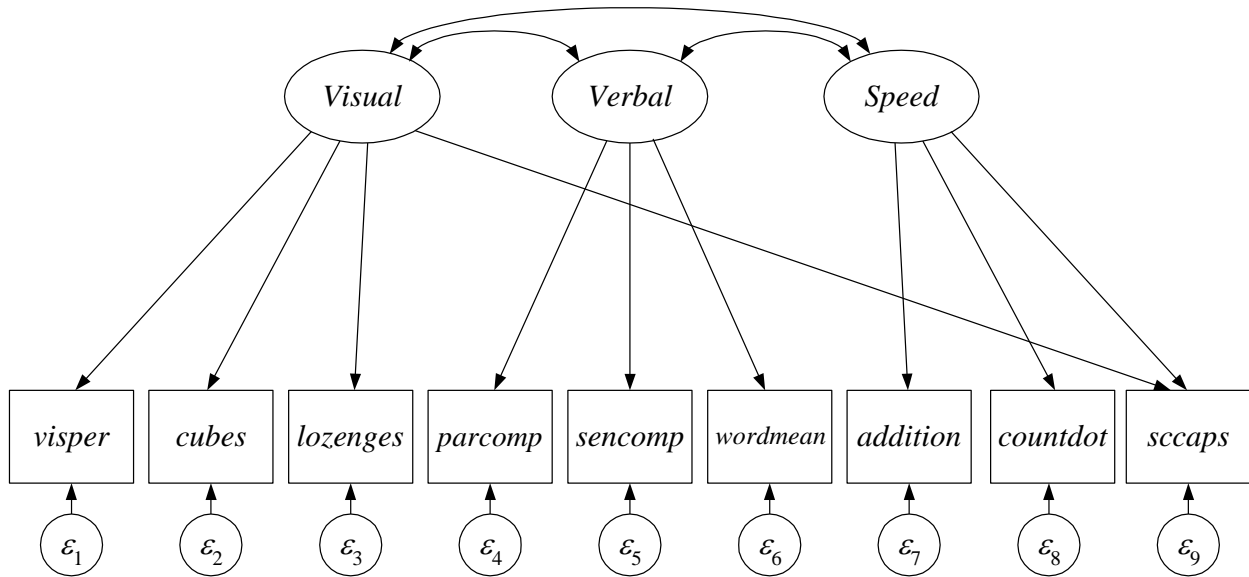 Visual Verbal Speed
visper cubes lozenges parcomp sencomp wordmean addition countdot sccaps
ε1 ε2 ε3 ε4 ε5 ε6 ε7 ε8 ε9